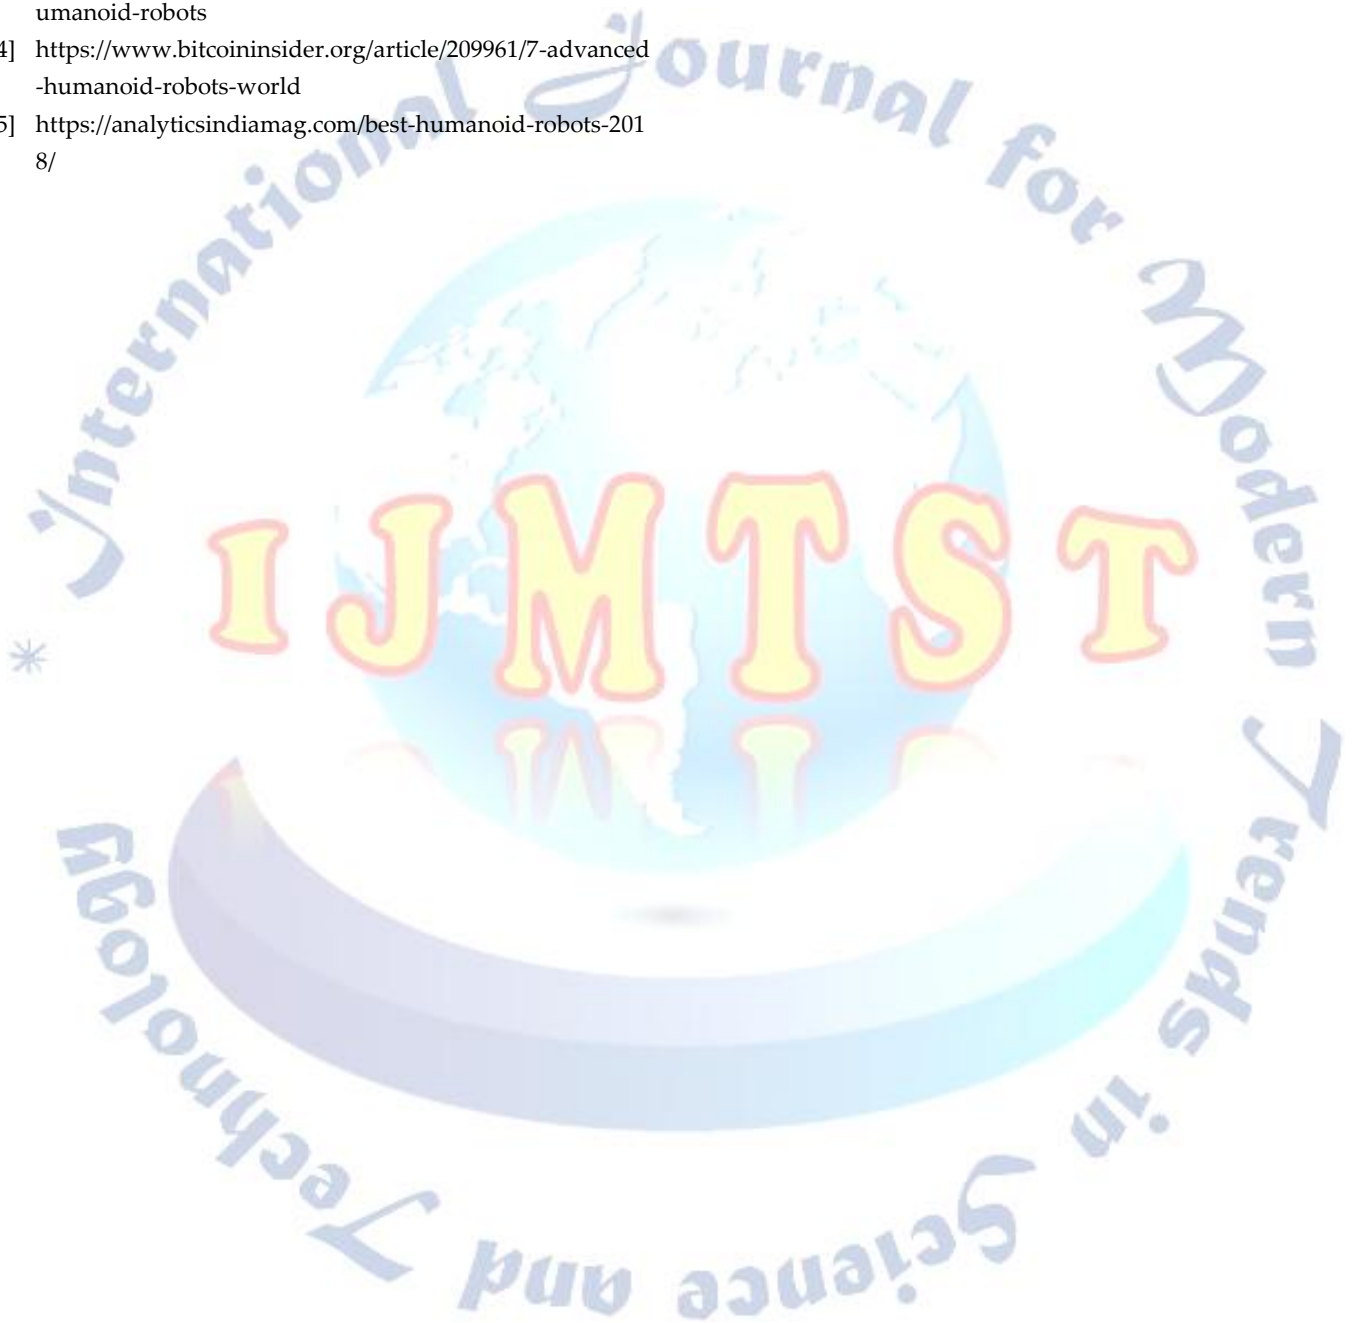 umanoid-robots
4] https://www.bitcoininsider.org/article/209961/7-advanced
-humanoid-robots-world
5] https://analyticsindiamag.com/best-humanoid-robots-201
8/
International Journal for Modern Trends in Science and Technology
*
IJMTST